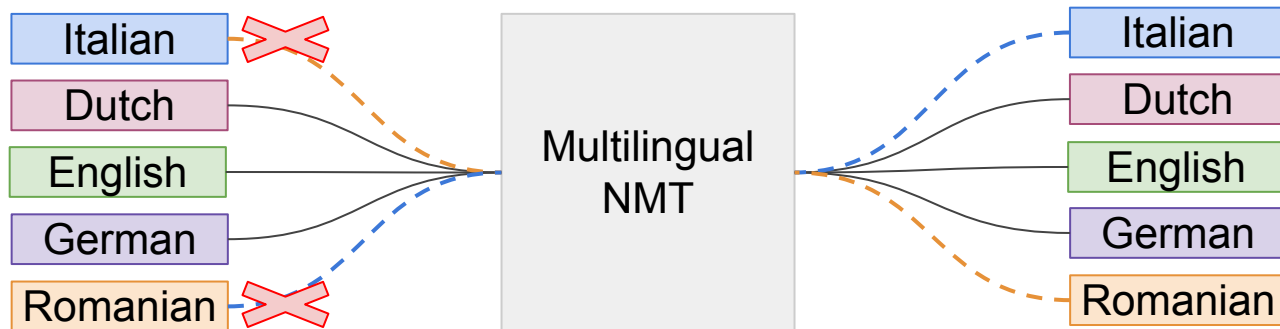 Italian
Dutch
English
German
Romanian
Multilingual
NMT
Italian
Dutch
English
German
Romanian